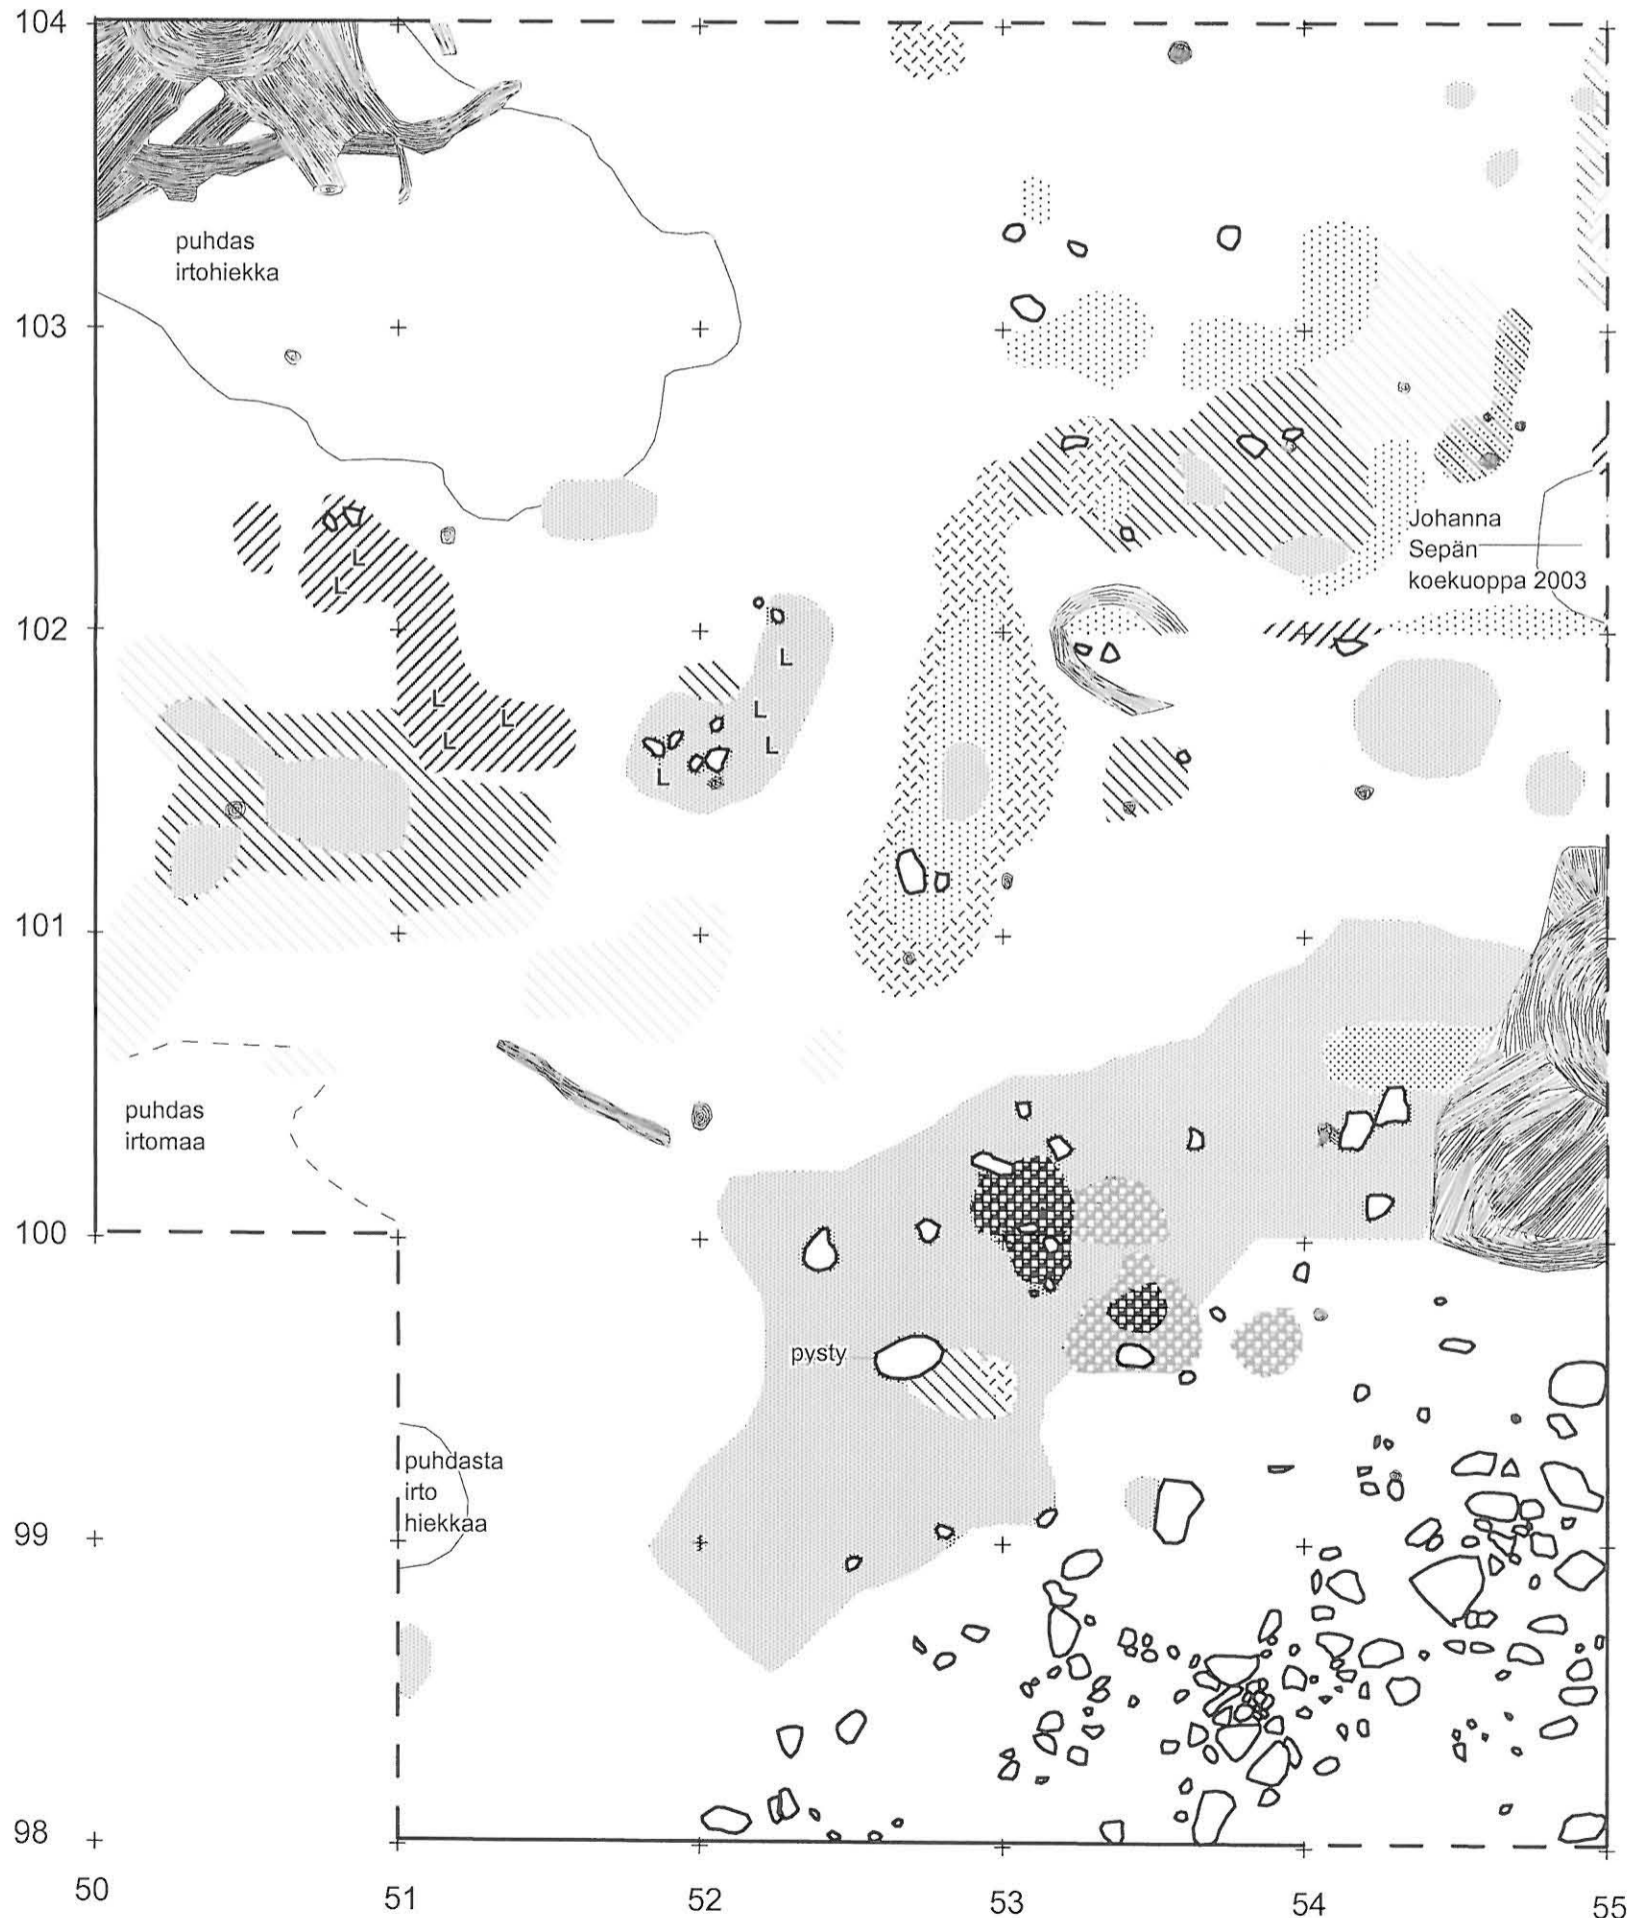 104
puhdas
irtohiekka
103
Johanna
Sepän
koekuoppa 2003
L
L
102
L
L
L
L
L
L
L
101
puhdas
irtomaa
100
pysty
puhdasta
irto
hiekkaa
99
98
50
51
52
53
54
55